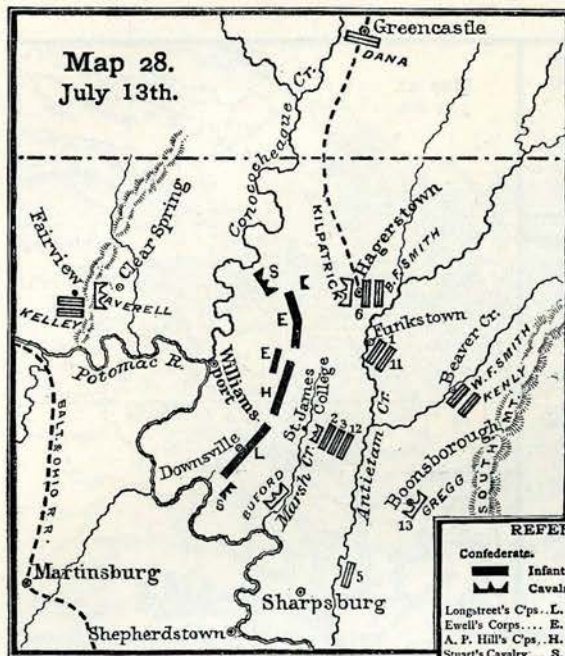 Map 28.
July 13th.
Greencastle
DANA
Conococheague Cr.
Fairview
Clear Spring
KELLEY
AVERELL
S
KILPATRICK
Hagerstown
6
B.F. SMITH
E
Funkstown
1
11
Beaver Cr.
W.F. SMITH
KENLY
Potomac R.
Williams-
port
E
H
St. James
College
2
3
12
Downsville
L
S
BUFORD
Marsh Cr.
Antietam Cr.
Boonsborough
13
GREGG
SOUTH MT.
BALT. & OHIO R.R.
Martinsburg
5
Sharpsburg
Shepherdstown
REFER
Confederate.
Infant
Caval
Longstreet's C'ps..L.
Ewell's Corps.... E.
A. P. Hill's C'ps..H.
Stuart's Cavalry... S.